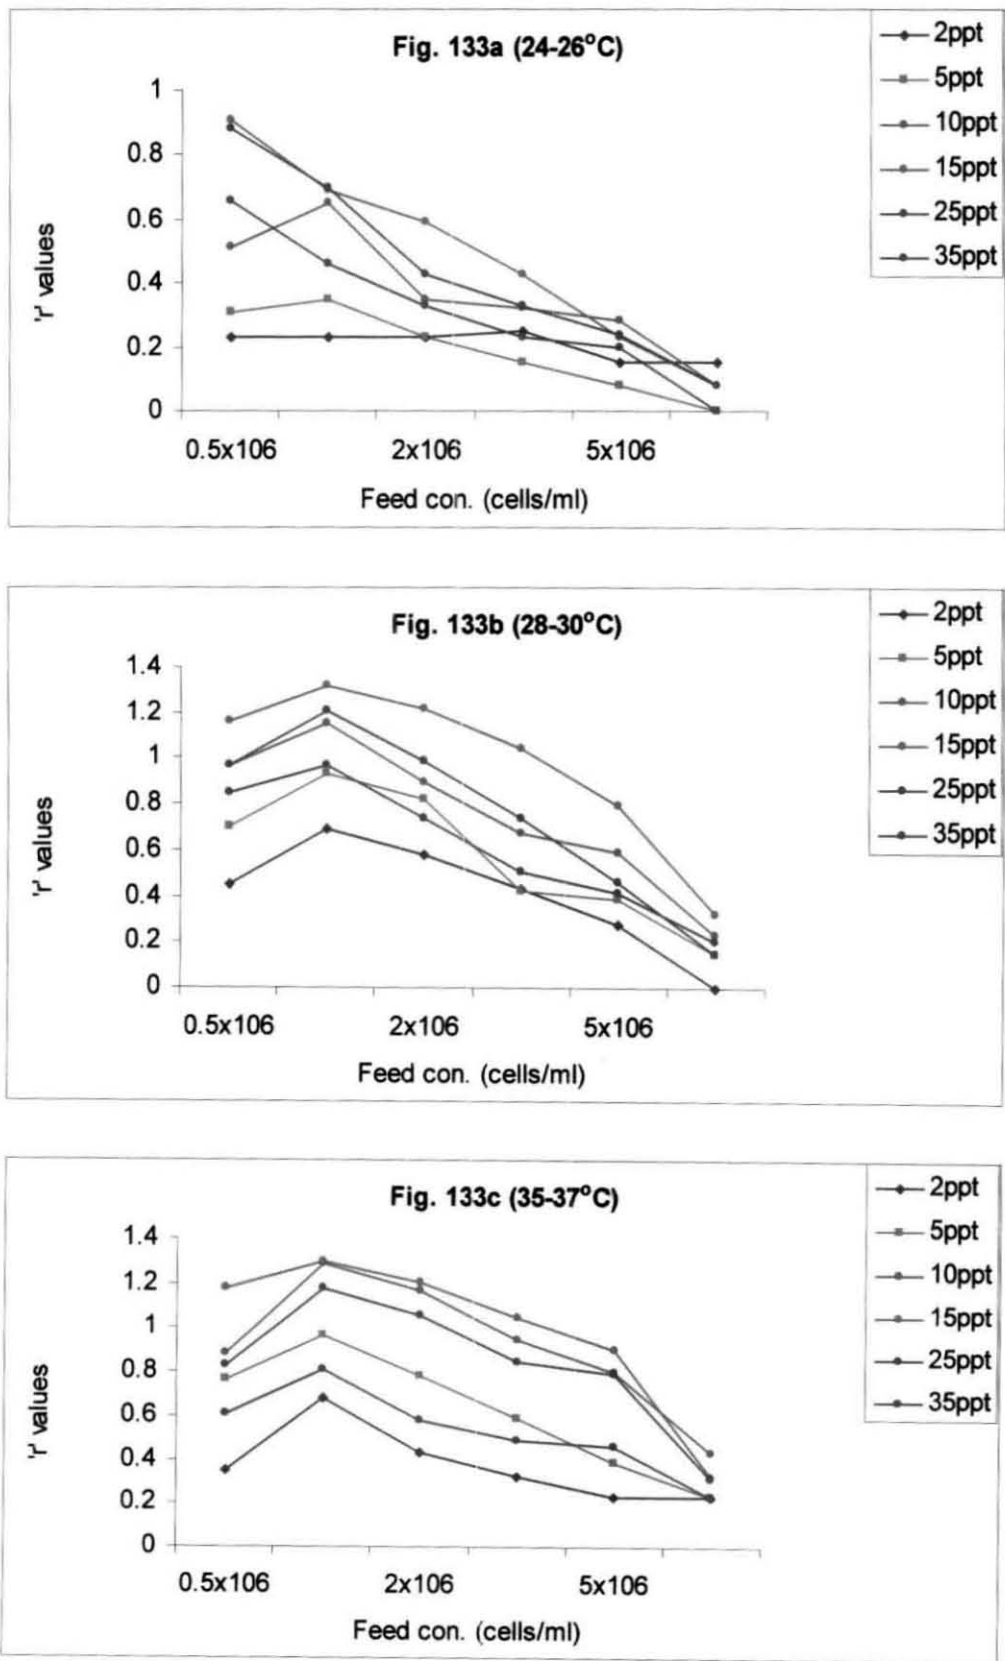 Fig. 133a (24-26°C)
1
0.8
0.6
0.4
0.2
0
'r' values
0.5x106 2x106 5x106
Feed con. (cells/ml)
2ppt
5ppt
10ppt
15ppt
25ppt
35ppt
Fig. 133b (28-30°C)
1.4
1.2
1
0.8
0.6
0.4
0.2
0
'r' values
0.5x106 2x106 5x106
Feed con. (cells/ml)
2ppt
5ppt
10ppt
15ppt
25ppt
35ppt
Fig. 133c (35-37°C)
1.4
1.2
1
0.8
0.6
0.4
0.2
0
'r' values
0.5x106 2x106 5x106
Feed con. (cells/ml)
2ppt
5ppt
10ppt
15ppt
25ppt
35ppt